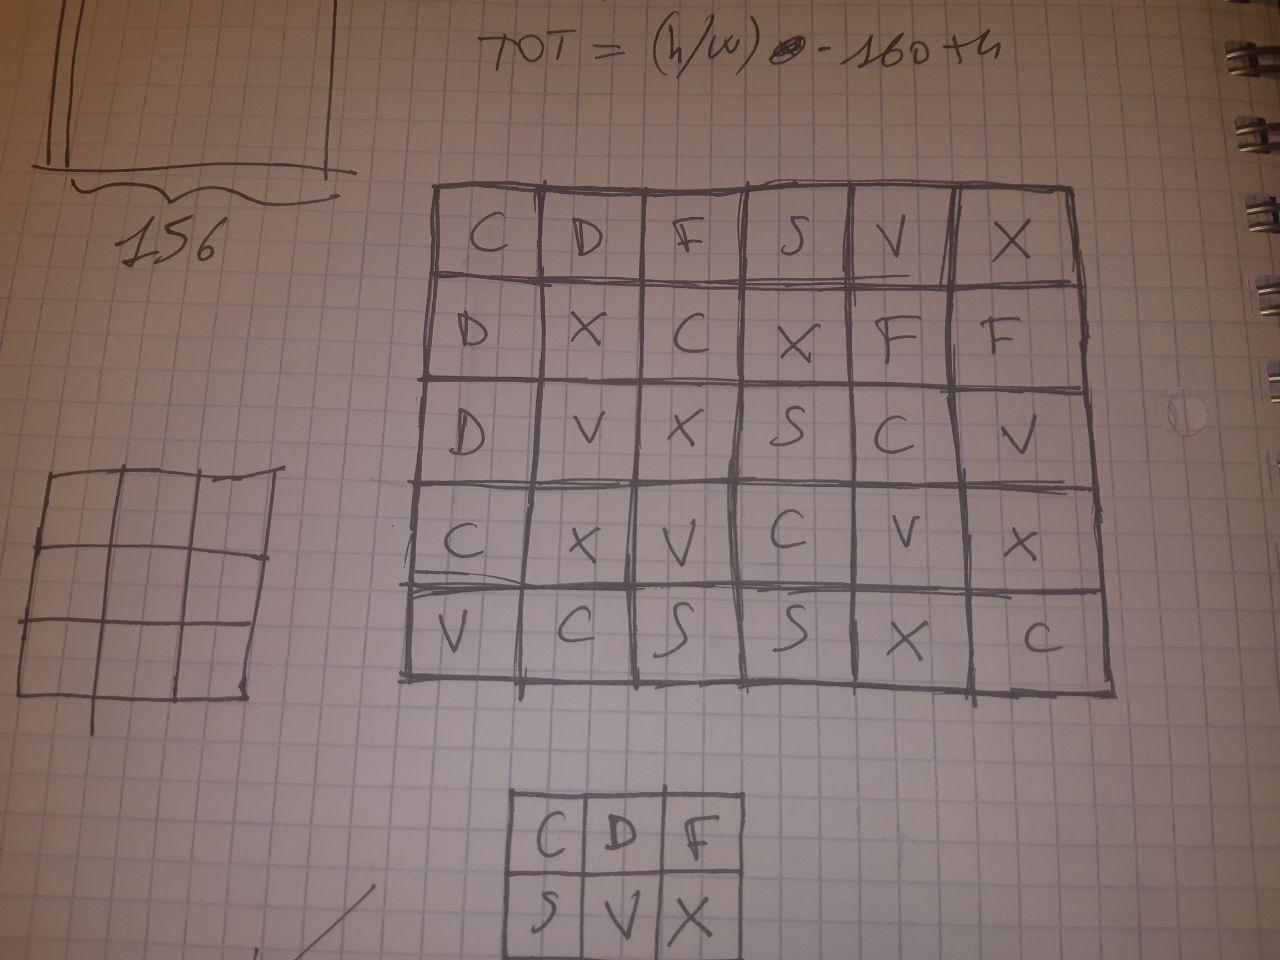 TOT = (h/w) - 160 + h
156
C D F S V X
D X C X F F
D V X S C V
C X V C V X
V C S S X C
C D F
S V X